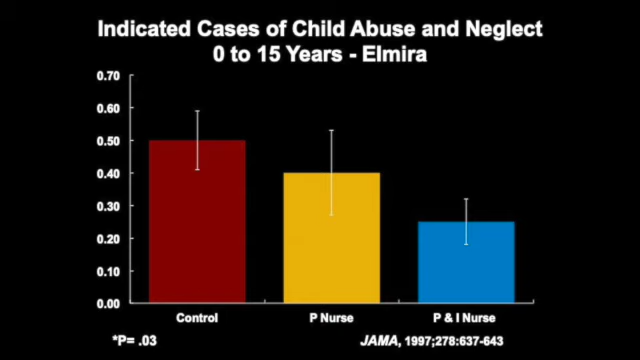 Indicated Cases of Child Abuse and Neglect
0 to 15 Years - Elmira
0.70
0.60
0.50
0.40
0.30
0.20
0.10
0.00
Control
P Nurse
P & I Nurse
*P= .03
JAMA, 1997;278:637-643